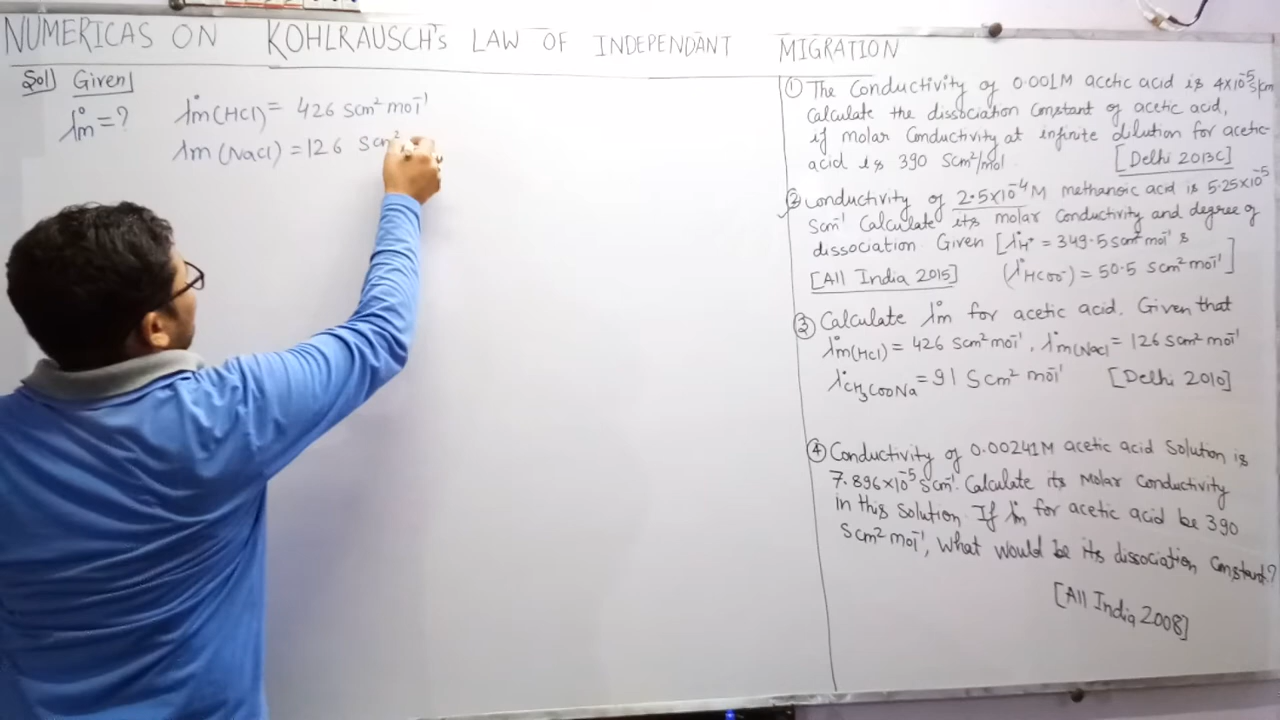 NUMERICAS ON KOHLRAUSCH's LAW OF INDEPENDANT MIGRATION
Sol) Given
λ°m = ?
λ°m(HCl) = 426 Scm² mol⁻¹
λm (NaCl) = 126 Scm²
① The Conductivity of 0.001M acetic acid is 4×10⁻⁵ S/cm
Calculate the dissociation Constant of acetic acid,
if molar Conductivity at infinite dilution for acetic-
acid is 390 Scm²/mol [Delhi 2013C]
② Conductivity of 2.5×10⁻⁴ M methanoic acid is 5.25×10⁻⁵
Scm⁻¹ Calculate its molar Conductivity and degree of
dissociation. Given [λ°H⁺ = 349.5 Scm² mol⁻¹ &
[All India 2015] (λ°HCOO⁻) = 50.5 Scm² mol⁻¹]
③ Calculate λ°m for acetic acid. Given that
λ°m(HCl) = 426 Scm² mol⁻¹, λ°m(NaCl = 126 Scm² mol⁻¹
λ°CH₃COONa = 91 Scm² mol⁻¹ [Delhi 2010]
④ Conductivity of 0.00241M acetic acid Solution is
7.896×10⁻⁵ Scm⁻¹. Calculate its Molar Conductivity
in this Solution. If λ°m for acetic acid be 390
Scm² mol⁻¹, What would be its dissociation Constant?
[All India 2008]